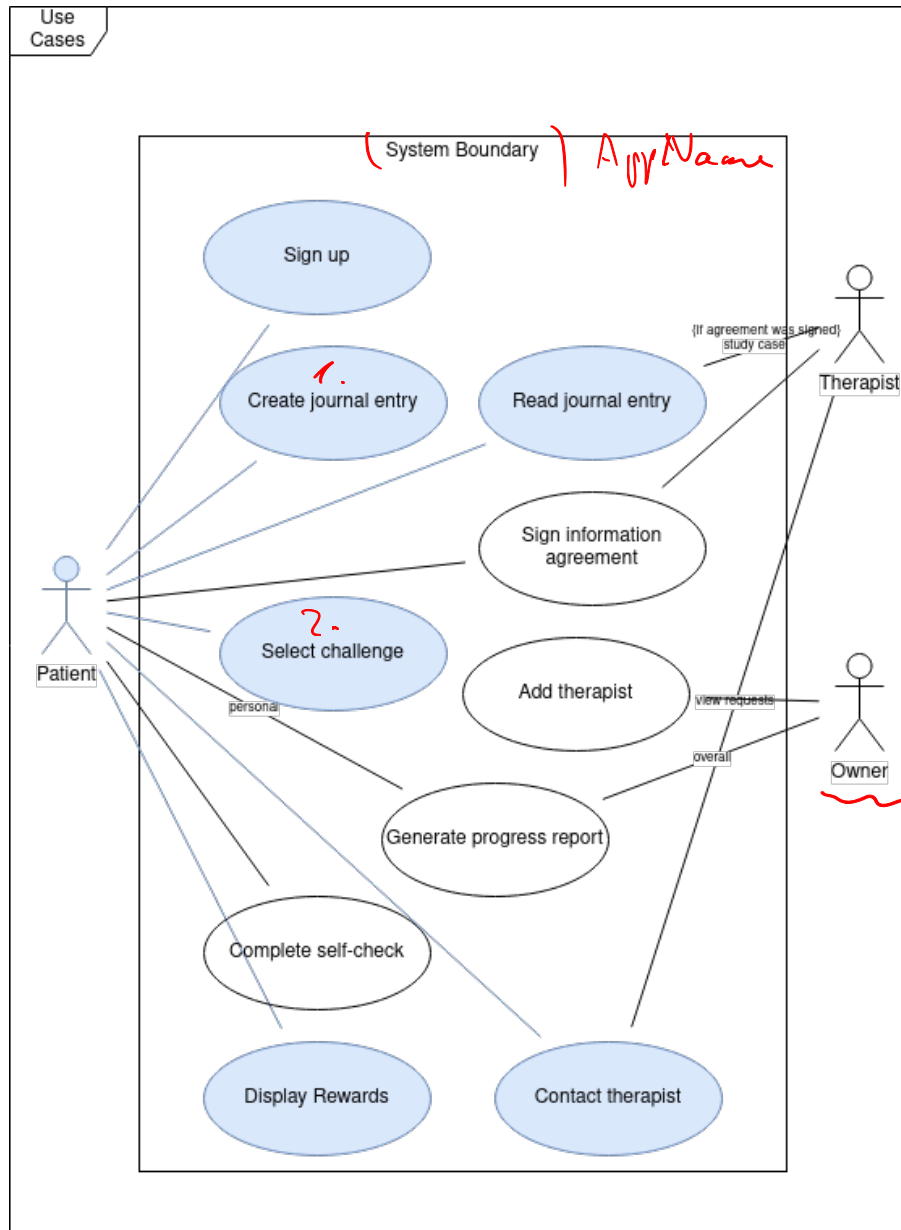 Use
Cases
(System Boundary) AppName
Sign up
1.
Create journal entry
Read journal entry
{If agreement was signed}
study case
Therapist
Sign information
agreement
Patient
2.
Select challenge
personal
Add therapist
view requests
overall
Owner
Generate progress report
Complete self-check
Display Rewards
Contact therapist